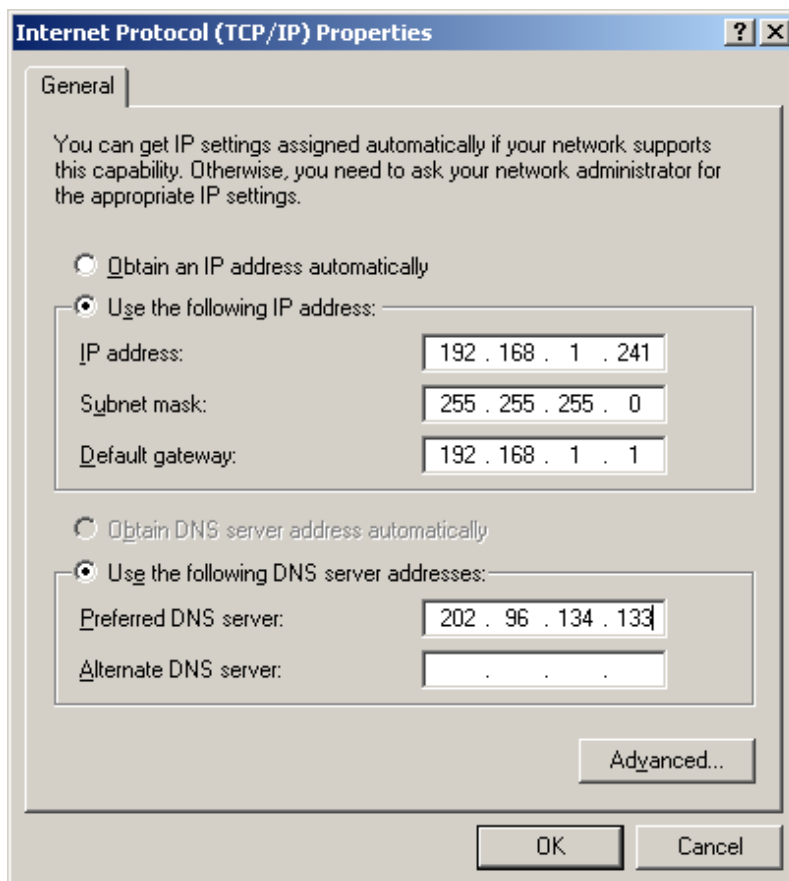 Internet Protocol (TCP/IP) Properties
General
You can get IP settings assigned automatically if your network supports
this capability. Otherwise, you need to ask your network administrator for
the appropriate IP settings.
Obtain an IP address automatically
Use the following IP address:
IP address: 192 . 168 . 1 . 241
Subnet mask: 255 . 255 . 255 . 0
Default gateway: 192 . 168 . 1 . 1
Obtain DNS server address automatically
Use the following DNS server addresses:
Preferred DNS server: 202 . 96 . 134 . 133
Alternate DNS server: . . .
Advanced...
OK Cancel